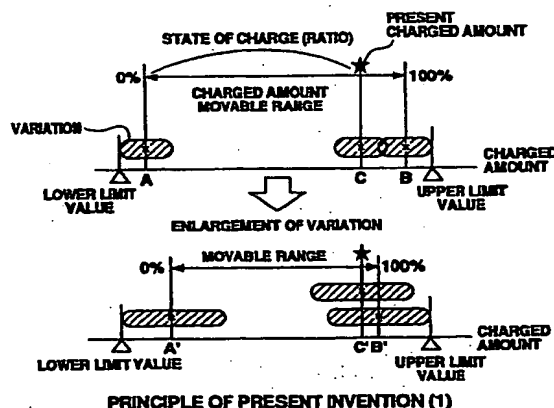 PRESENT
CHARGED AMOUNT
STATE OF CHARGE (RATIO)
0%
100%
CHARGED AMOUNT
MOVABLE RANGE
VARIATION
CHARGED
AMOUNT
A
C
B
LOWER LIMIT
VALUE
UPPER LIMIT
VALUE
ENLARGEMENT OF VARIATION
MOVABLE RANGE
0%
100%
CHARGED
AMOUNT
LOWER LIMIT VALUE
A'
C'
B'
UPPER LIMIT
VALUE
PRINCIPLE OF PRESENT INVENTION (1)